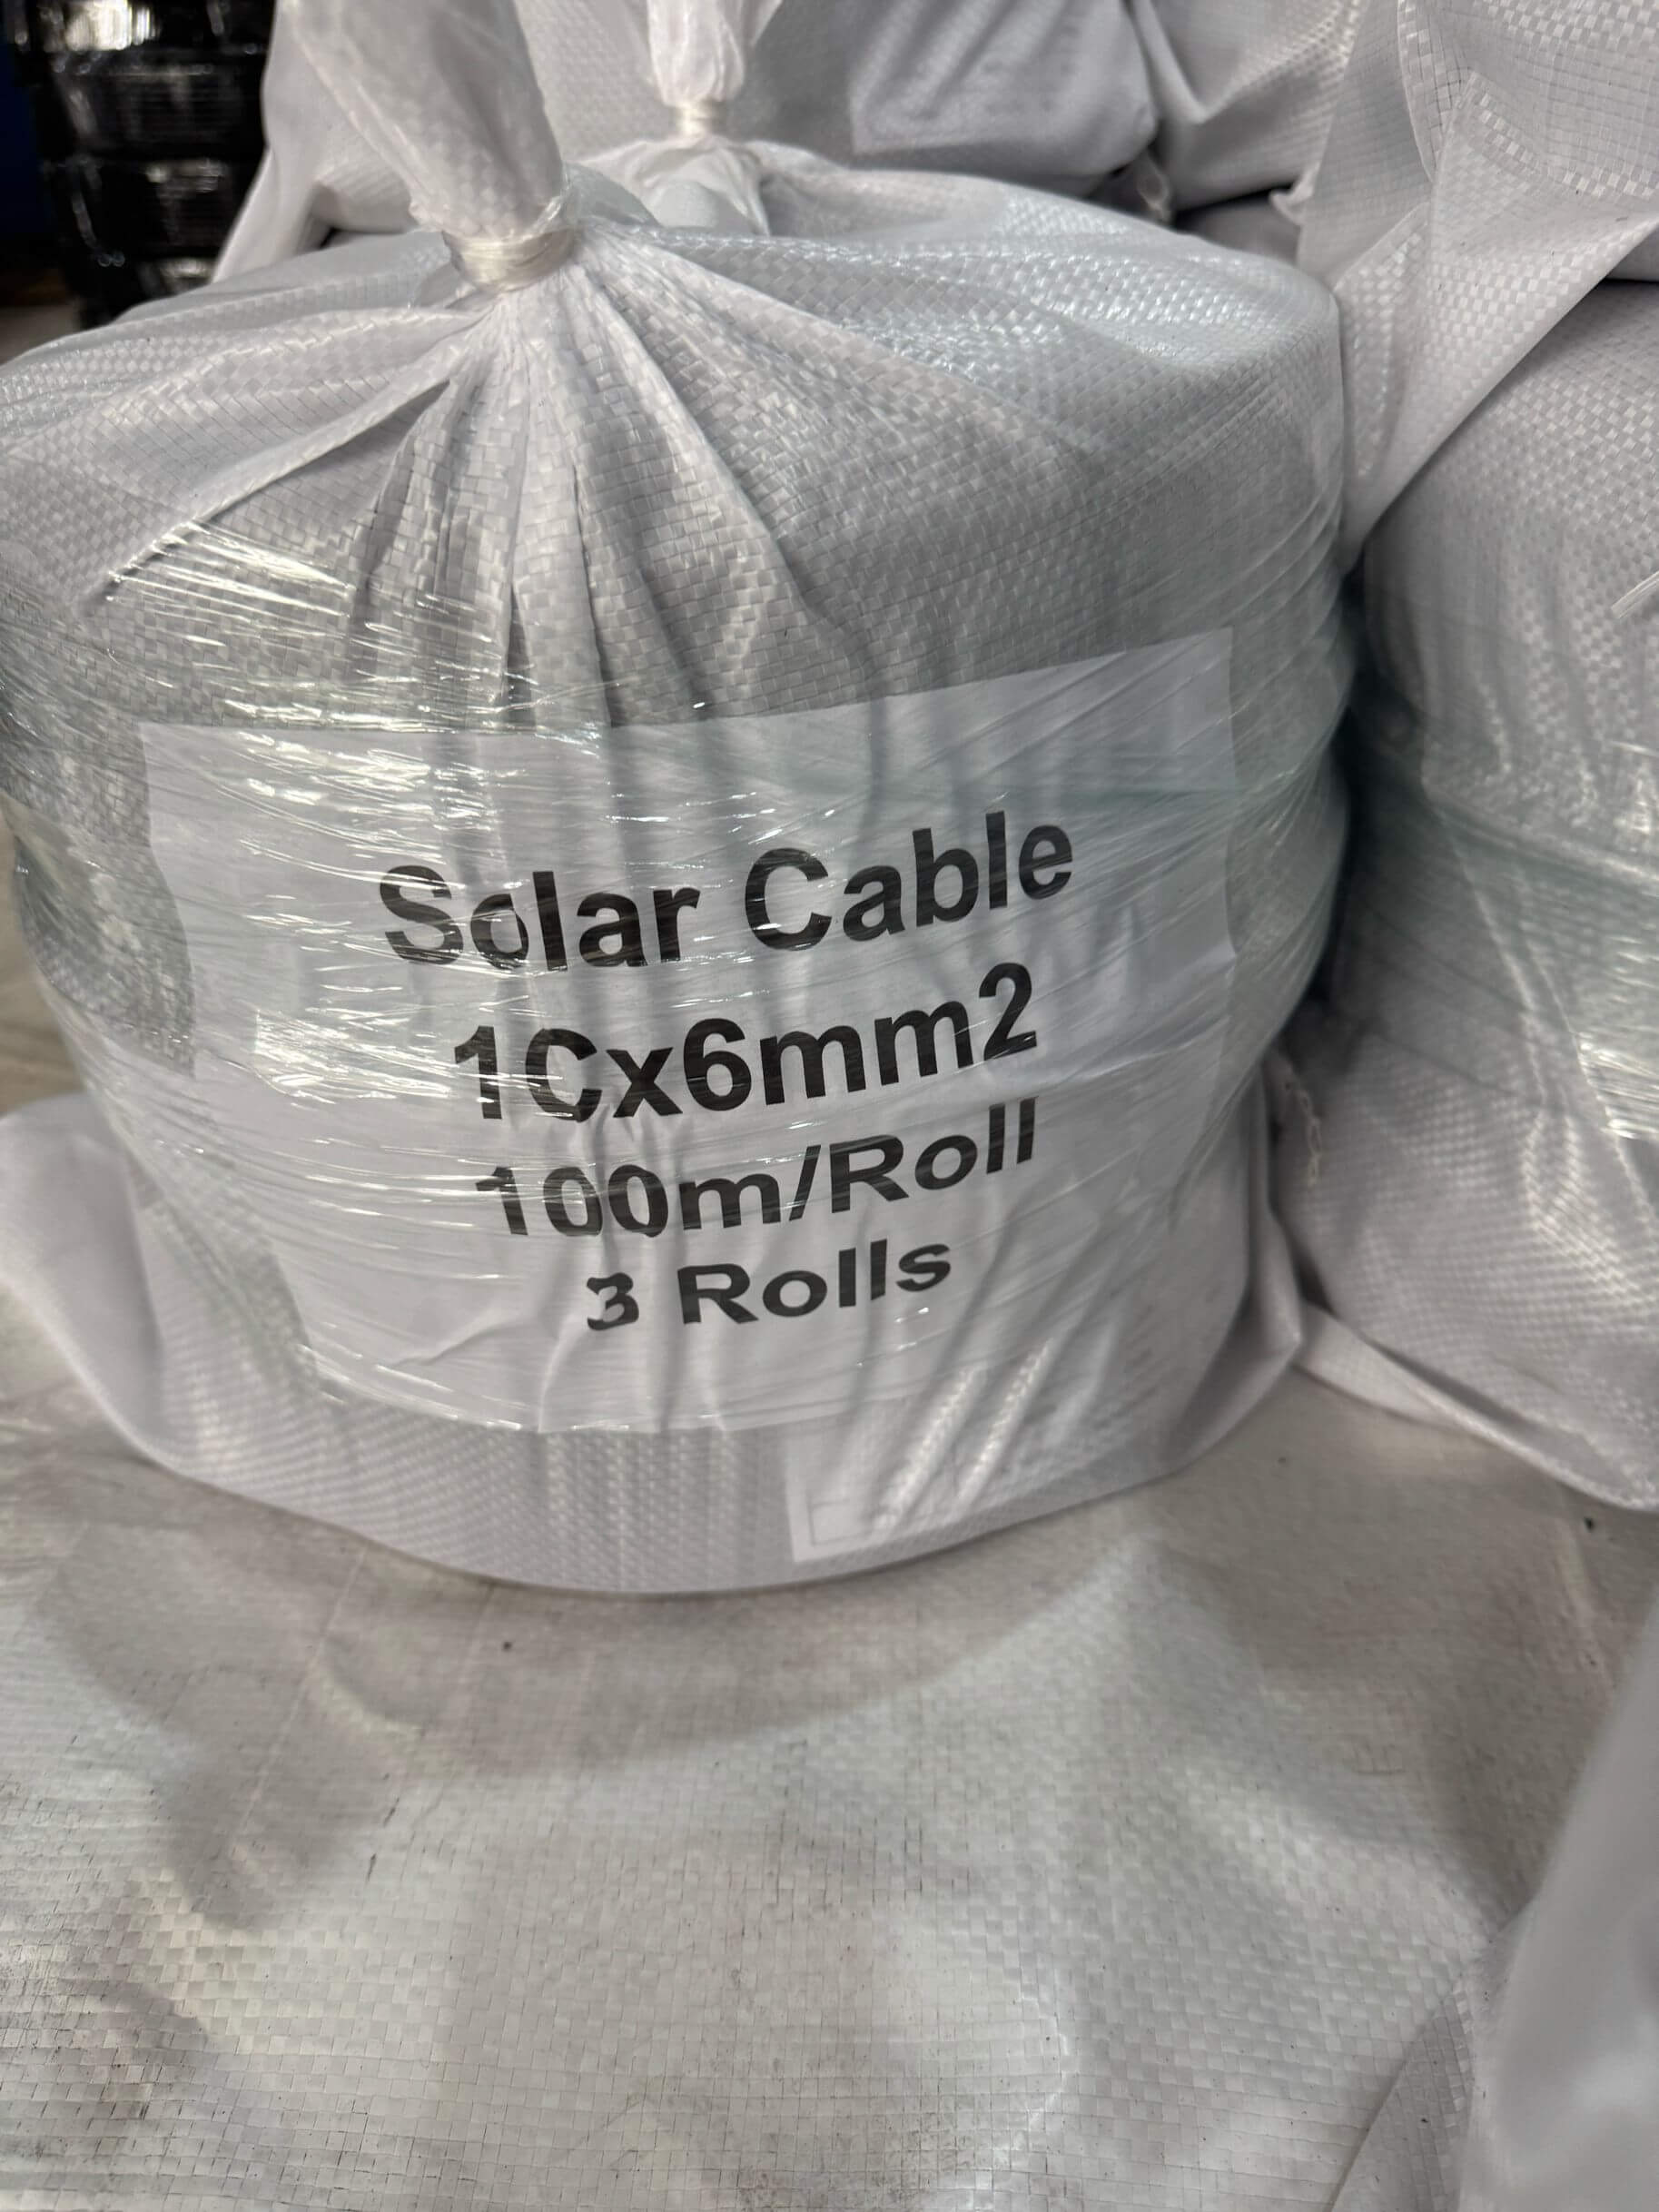 Solar Cable
1Cx6mm2
100m/Roll
3 Rolls